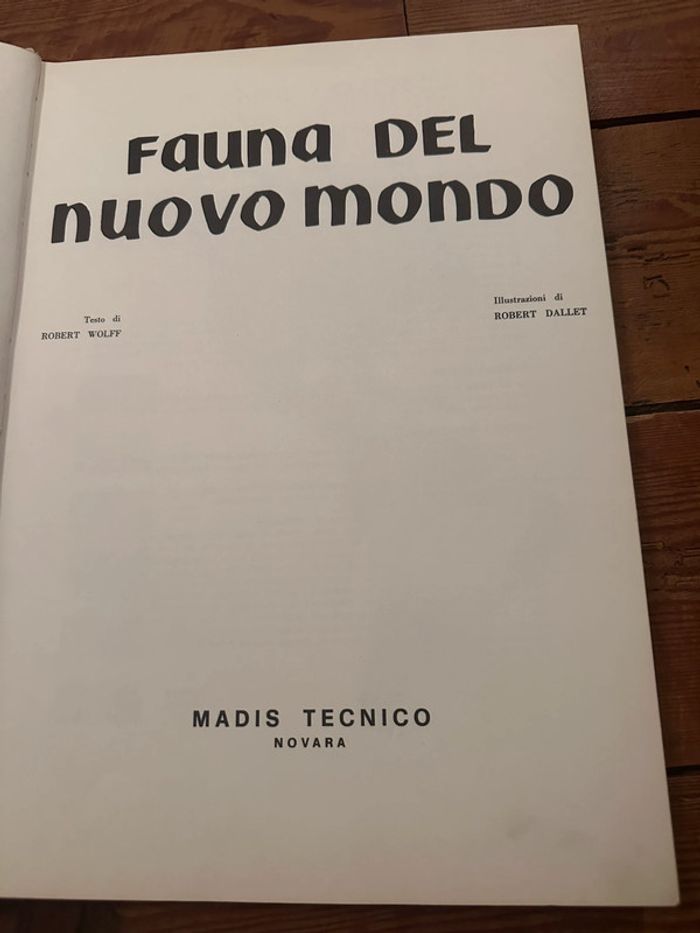 Fauna DEL
nuovo monDo
Testo di
ROBERT WOLFF
Illustrazioni di
ROBERT DALLET
MADIS TECNICO
NOVARA